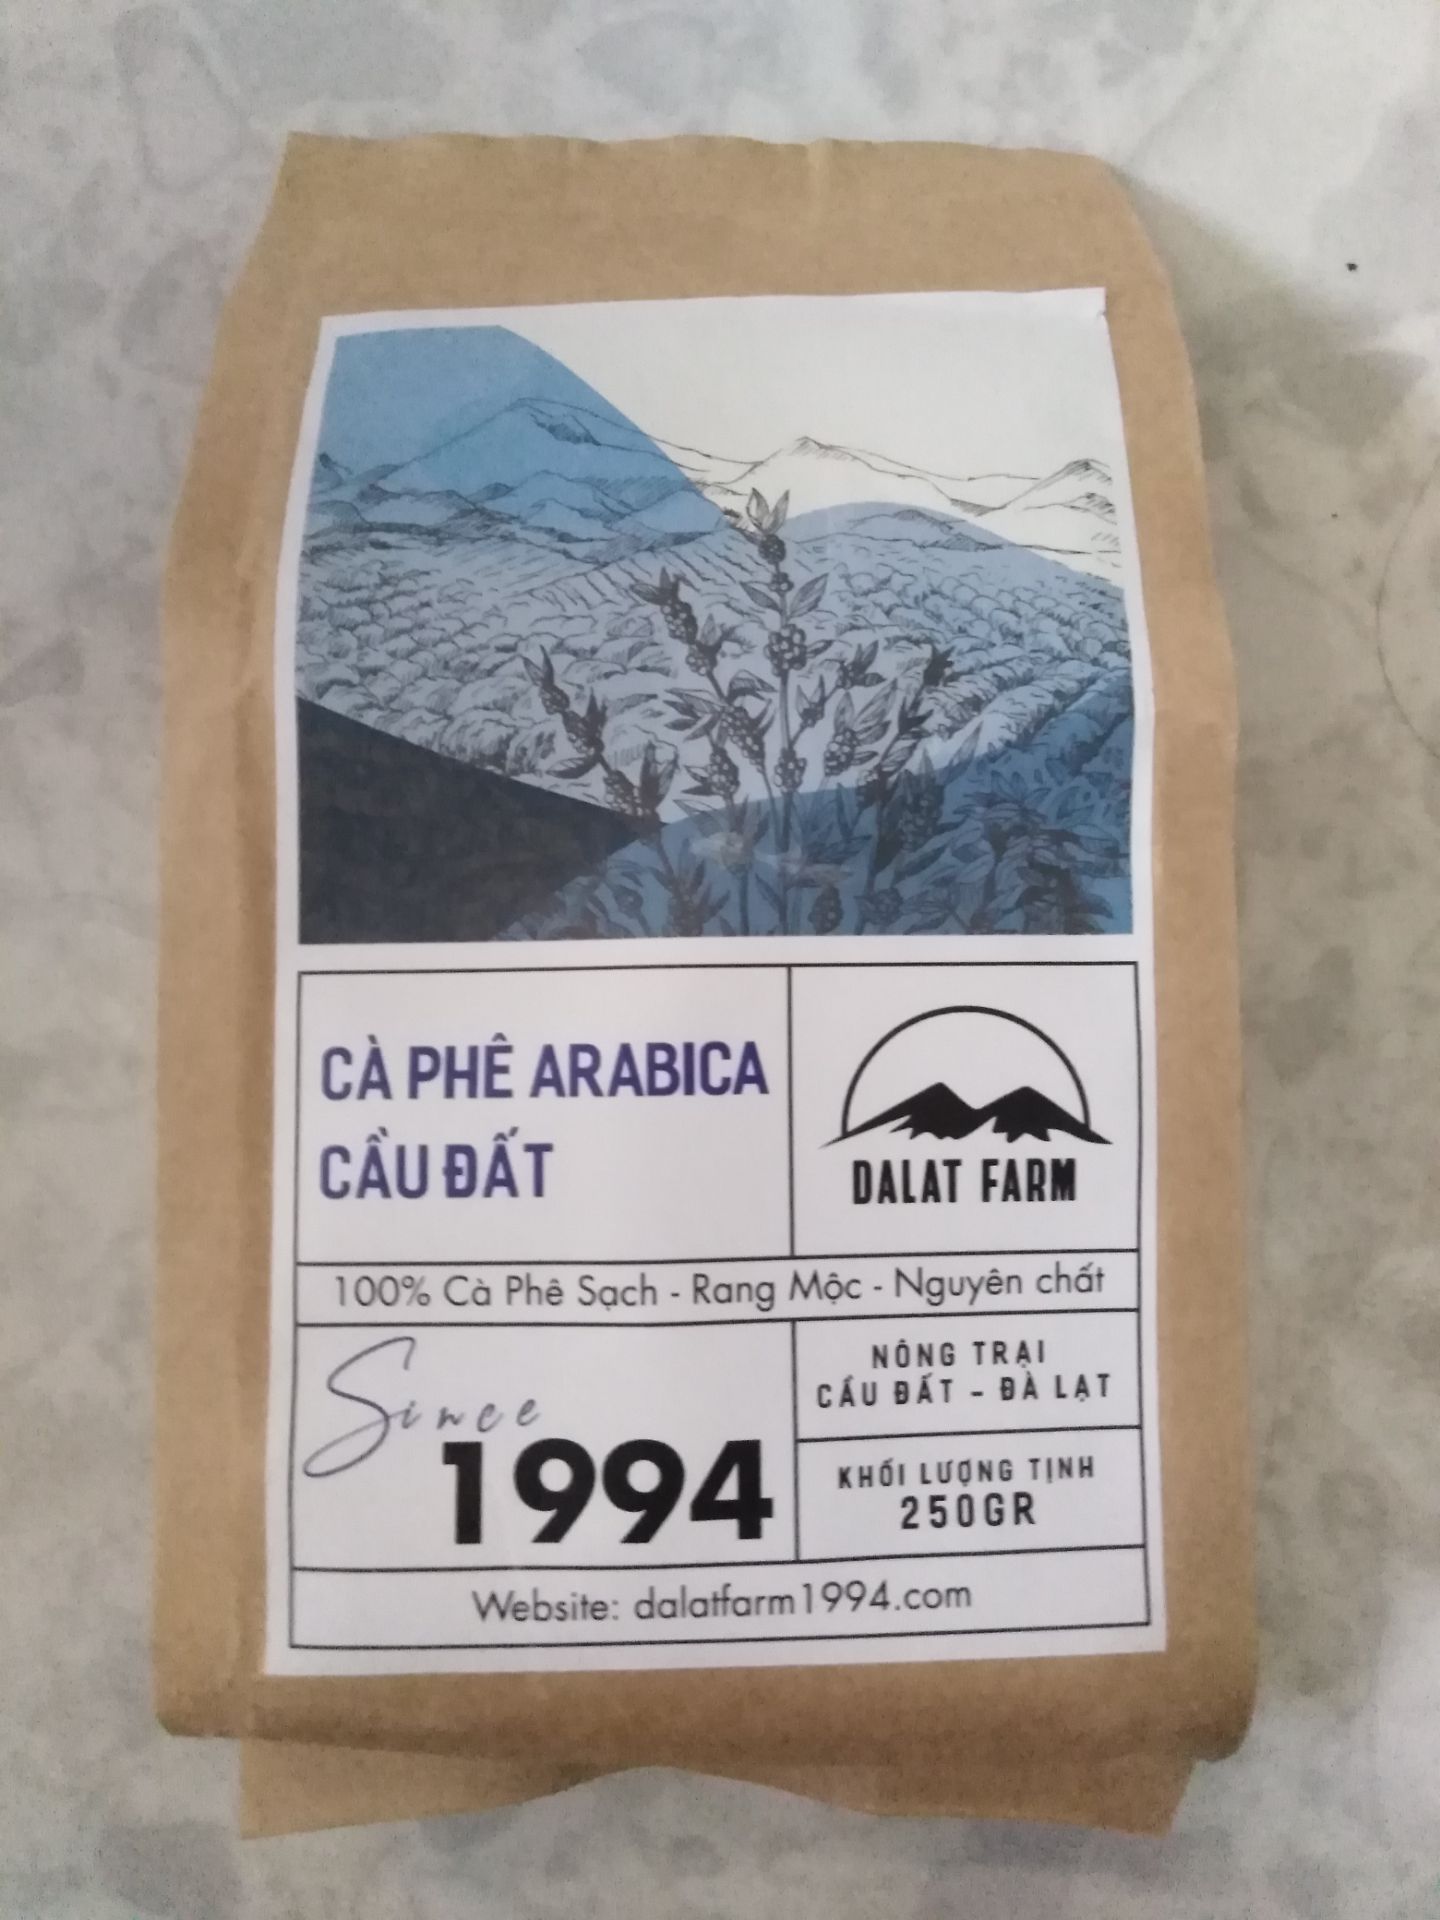 CÀ PHÊ ARABICA
CẦU ĐẤT
DALAT FARM
100% Cà Phê Sạch - Rang Mộc - Nguyên chất
Since
1994
NÔNG TRẠI
CẦU ĐẤT - ĐÀ LẠT
KHỐI LƯỢNG TỊNH
250GR
Website: dalatfarm1994.com